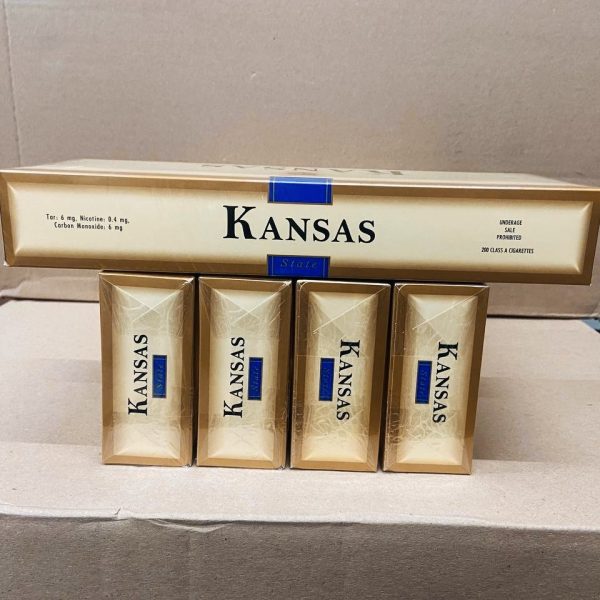 KANSAS
Tar: 6 mg, Nicotine: 0.4 mg,
Carbon Monoxide: 6 mg
KANSAS
State
UNDERAGE
SALE
PROHIBITED
200 CLASS A CIGARETTES
KANSAS
State
KANSAS
State
KANSAS
State
KANSAS
State